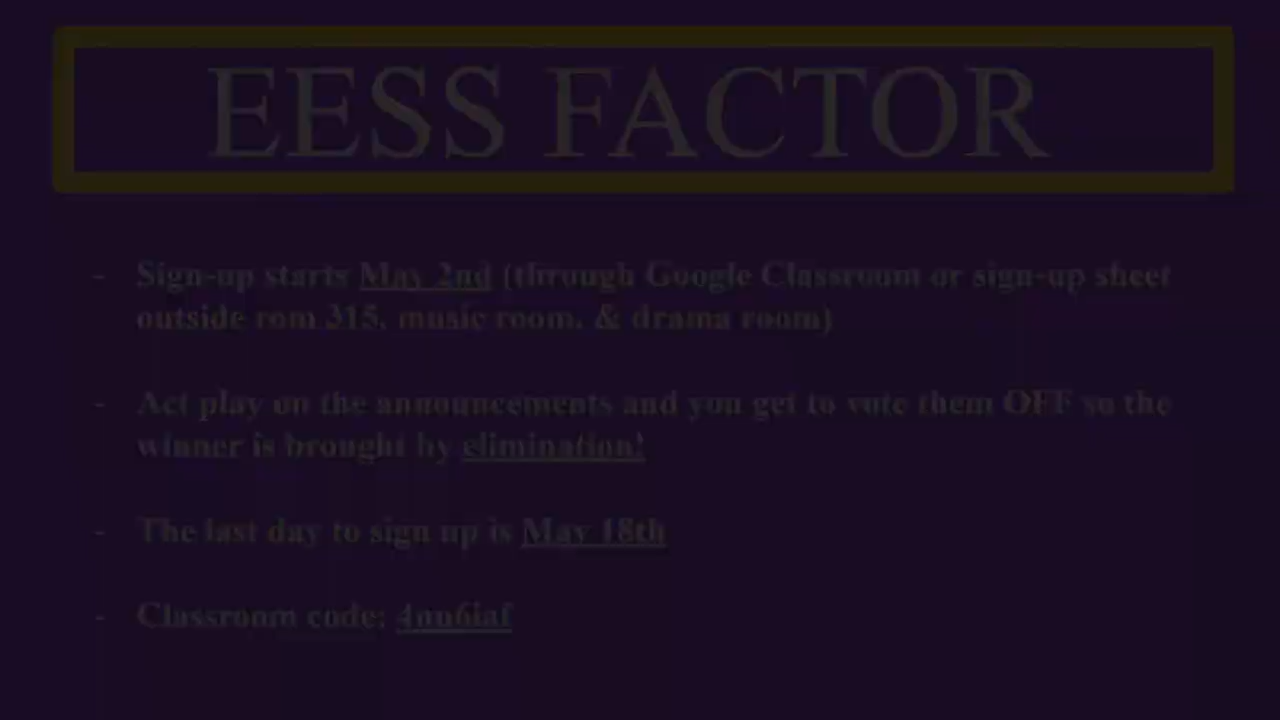 EESS FACTOR
- Sign-up starts May 2nd (through Google Classroom or sign-up sheet
outside rom 315, music room, & drama room)
- Act play on the announcements and you get to vote them OFF so the
winner is brought by elimination!
- The last day to sign up is May 18th
- Classroom code: